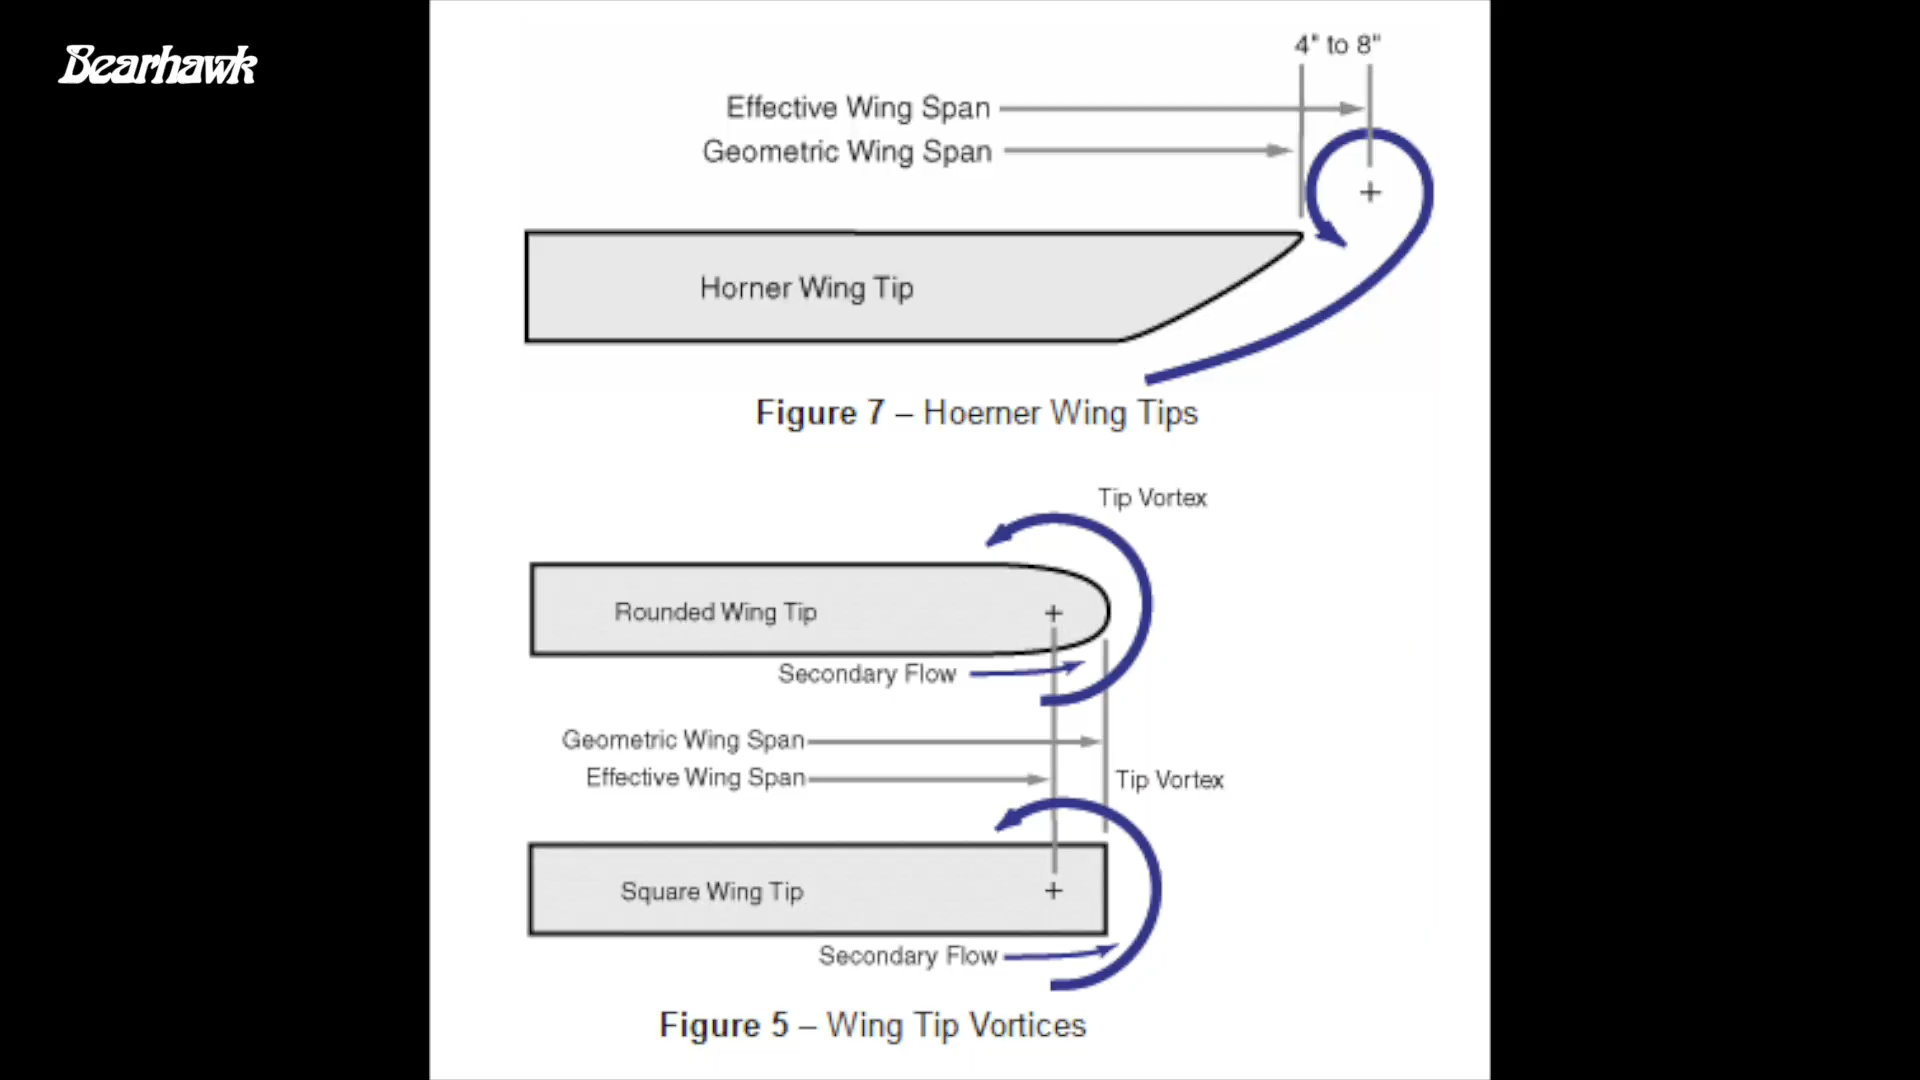 Bearhawk
4" to 8"
Effective Wing Span
Geometric Wing Span
Horner Wing Tip
Figure 7 – Hoerner Wing Tips
Tip Vortex
Rounded Wing Tip
Secondary Flow
Geometric Wing Span
Effective Wing Span
Tip Vortex
Square Wing Tip
Secondary Flow
Figure 5 – Wing Tip Vortices